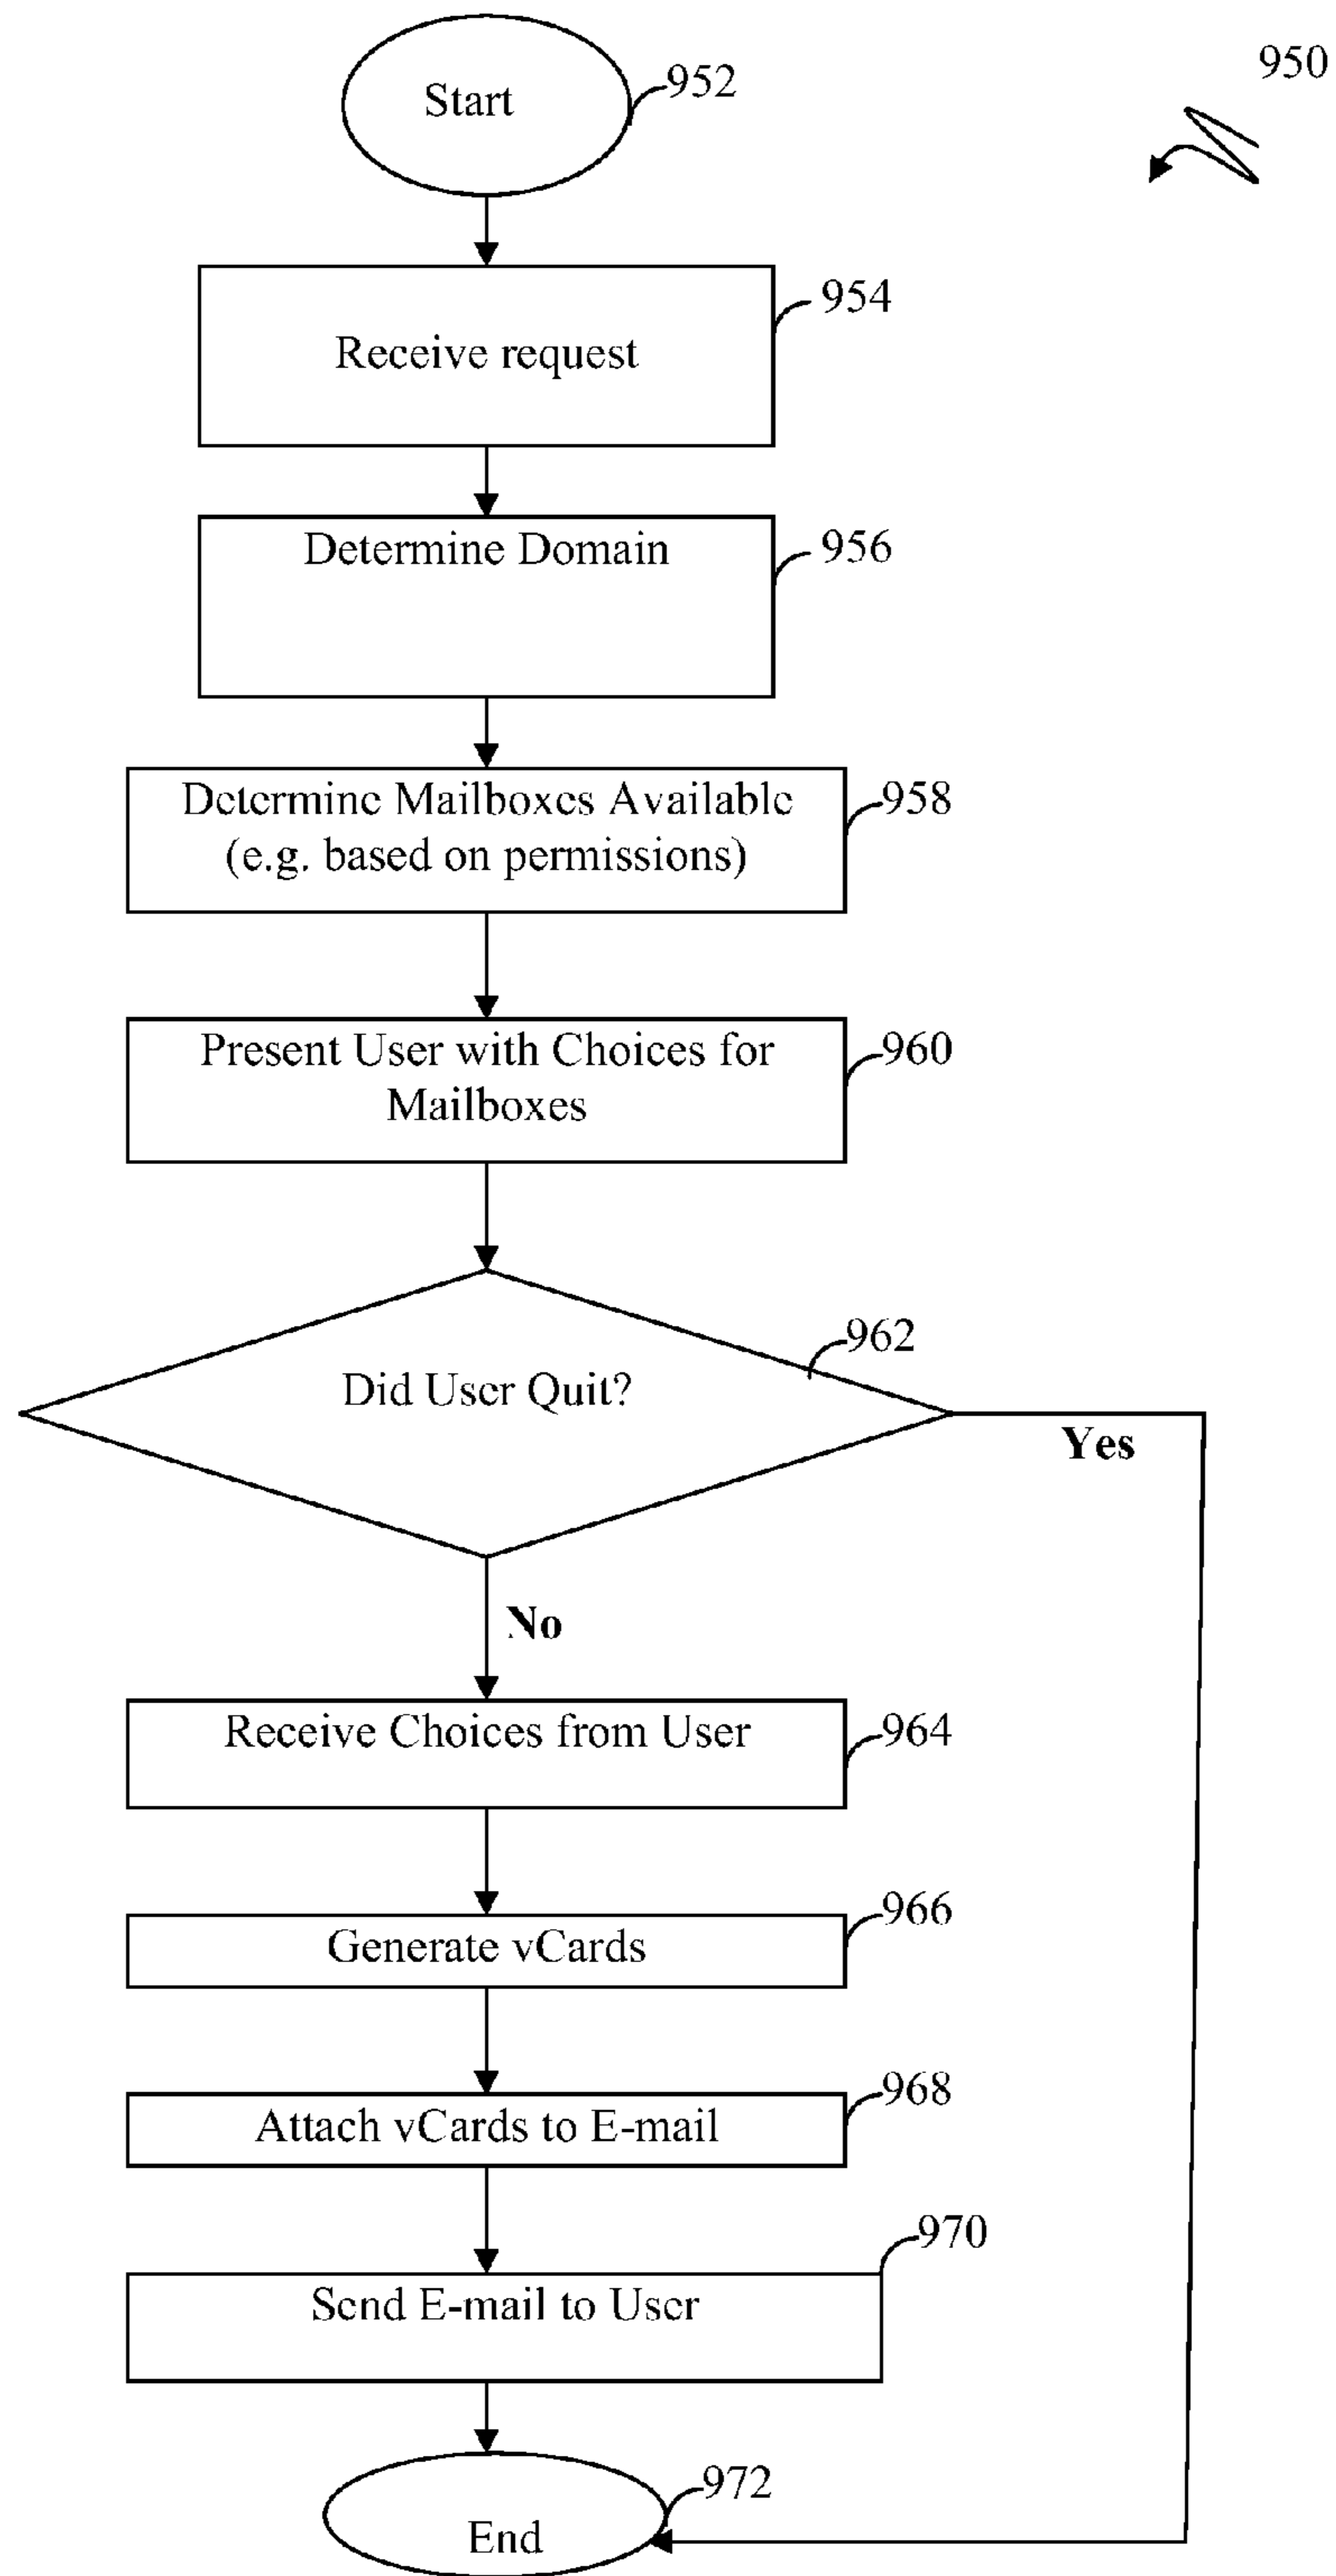 950
Start
952
Receive request
954
Determine Domain
956
Determine Mailboxes Available
(e.g. based on permissions)
958
Present User with Choices for
Mailboxes
960
Did User Quit?
962
Yes
No
Receive Choices from User
964
Generate vCards
966
Attach vCards to E-mail
968
Send E-mail to User
970
End
972